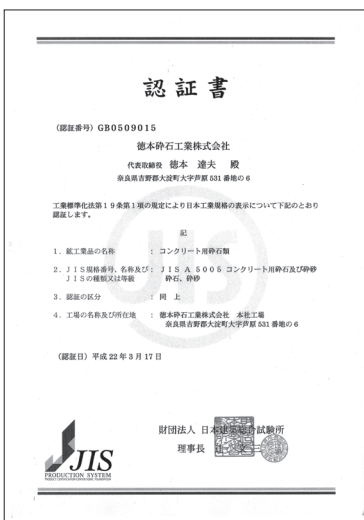 認証書
(認証番号) GB0509015
徳本砕石工業株式会社
代表取締役 徳本 達夫 殿
奈良県吉野郡大淀町大字芦原 531 番地の 6
工業標準化法第19条第1項の規定により日本工業規格の表示について下記のとおり
認証します。
記
1. 鉱工業品の名称 : コンクリート用砕石類
2. JIS規格番号、名称及び : JIS A 5005 コンクリート用砕石及び砕砂
JISの種類又は等級 砕石、砕砂
3. 認証の区分 : 同 上
4. 工場の名称及び所在地 : 徳本砕石工業株式会社 本社工場
奈良県吉野郡大淀町大字芦原 531 番地の 6
(認証日) 平成 22 年 3 月 17 日
財団法人 日本建築総合試験所
理事長 辻 文三
JIS
PRODUCTION SYSTEM
JIS